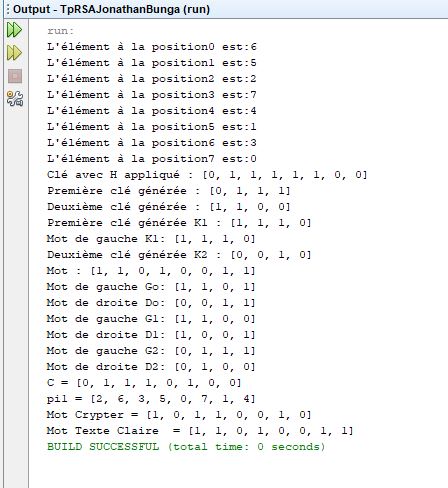 Output - TpRSAJonathanBunga (run)
run:
L'élément à la position0 est:6
L'élément à la position1 est:5
L'élément à la position2 est:2
L'élément à la position3 est:7
L'élément à la position4 est:4
L'élément à la position5 est:1
L'élément à la position6 est:3
L'élément à la position7 est:0
Clé avec H appliqué : [0, 1, 1, 1, 1, 1, 0, 0]
Première clé générée : [0, 1, 1, 1]
Deuxième clé générée : [1, 1, 0, 0]
Première clé générée K1 : [1, 1, 1, 0]
Mot de gauche K1: [1, 1, 1, 0]
Deuxième clé générée K2 : [0, 0, 1, 0]
Mot : [1, 1, 0, 1, 0, 0, 1, 1]
Mot de gauche Go: [1, 1, 0, 1]
Mot de droite Do: [0, 0, 1, 1]
Mot de gauche G1: [1, 1, 0, 0]
Mot de droite D1: [1, 0, 0, 1]
Mot de gauche G2: [0, 1, 1, 1]
Mot de droite D2: [0, 1, 0, 0]
C = [0, 1, 1, 1, 0, 1, 0, 0]
pil = [2, 6, 3, 5, 0, 7, 1, 4]
Mot Crypter = [1, 0, 1, 1, 0, 0, 1, 0]
Mot Texte Claire  = [1, 1, 0, 1, 0, 0, 1, 1]
BUILD SUCCESSFUL (total time: 0 seconds)